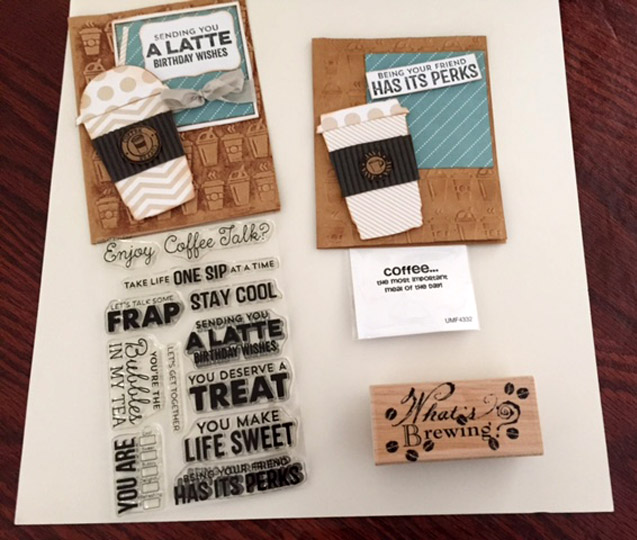 SENDING YOU
A LATTE
BIRTHDAY WISHES
BEING YOUR FRIEND
HAS ITS PERKS
Enjoy Coffee Talk?
TAKE LIFE ONE SIP AT A TIME
LET'S TALK SOME
FRAP
STAY COOL
SENDING YOU
A LATTE
BIRTHDAY WISHES
YOU'RE THE
Bubbles
IN MY TEA
LET'S GET TOGETHER
YOU DESERVE A
TREAT
YOU MAKE
LIFE SWEET
YOU ARE
BEING YOUR FRIEND
HAS ITS PERKS
coffee...
the most important
meal of the day!
UMF4332
What's
Brewing?